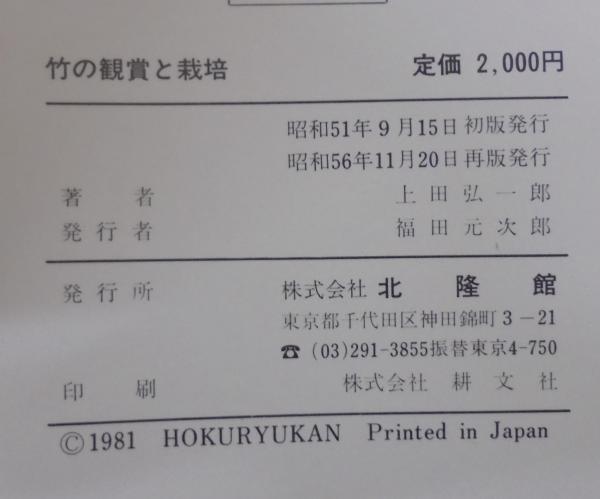 竹の観賞と栽培 定価 2,000円
昭和51年9月15日初版発行
昭和56年11月20日再版発行
著者 上田弘一郎
発行者 福田元次郎
発行所 株式会社 北隆館
東京都千代田区神田錦町3-21
☎ (03)291-3855振替東京4-750
印刷 株式会社 耕文社
©1981 HOKURYUKAN Printed in Japan